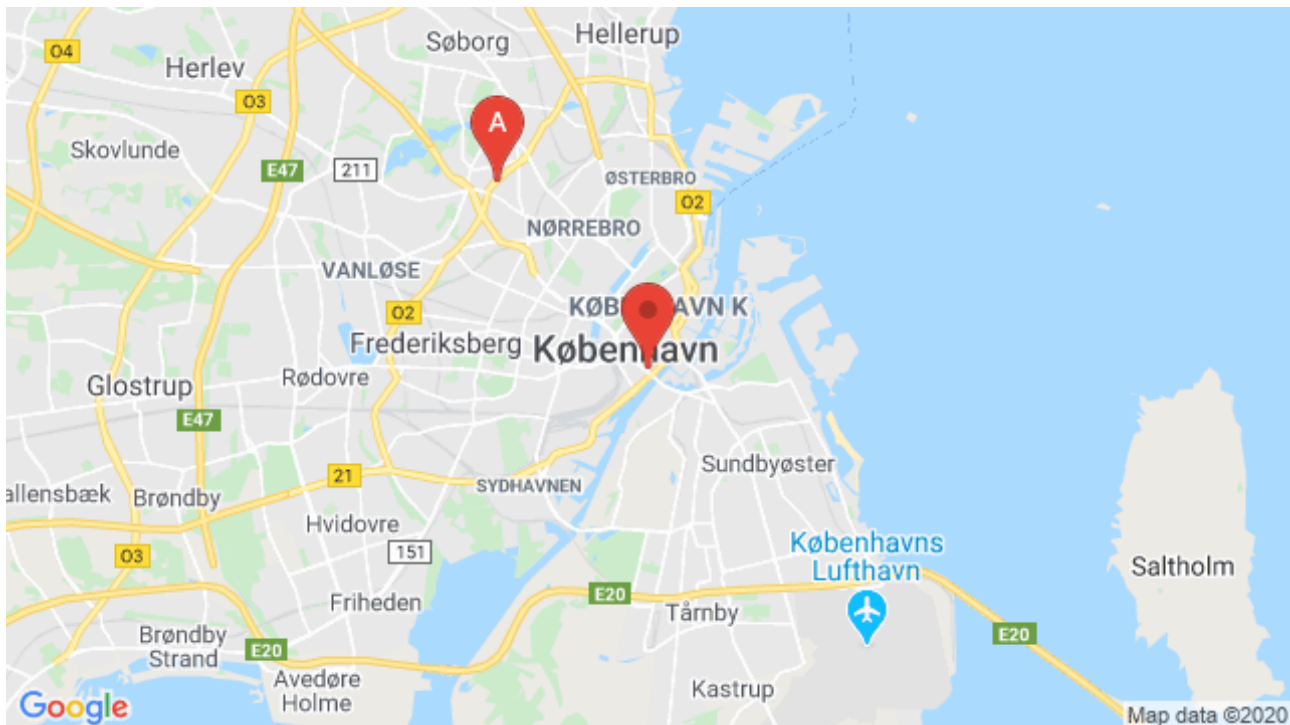 Hellerup
Søborg
O4
Herlev
O3
A
Skovlunde
E47
211
ØSTERBRO
O2
NØRREBRO
VANLØSE
KØBENHAVN K
O2
Frederiksberg
København
Rødovre
Glostrup
E47
Sundbyøster
21
SYDHAVNEN
allensbæk
Brøndby
Hvidovre
151
O3
Københavns
Lufthavn
Saltholm
E20
Friheden
Tårnby
E20
Brøndby
Strand
E20
Avedøre
Holme
Kastrup
Google
Map data ©2020